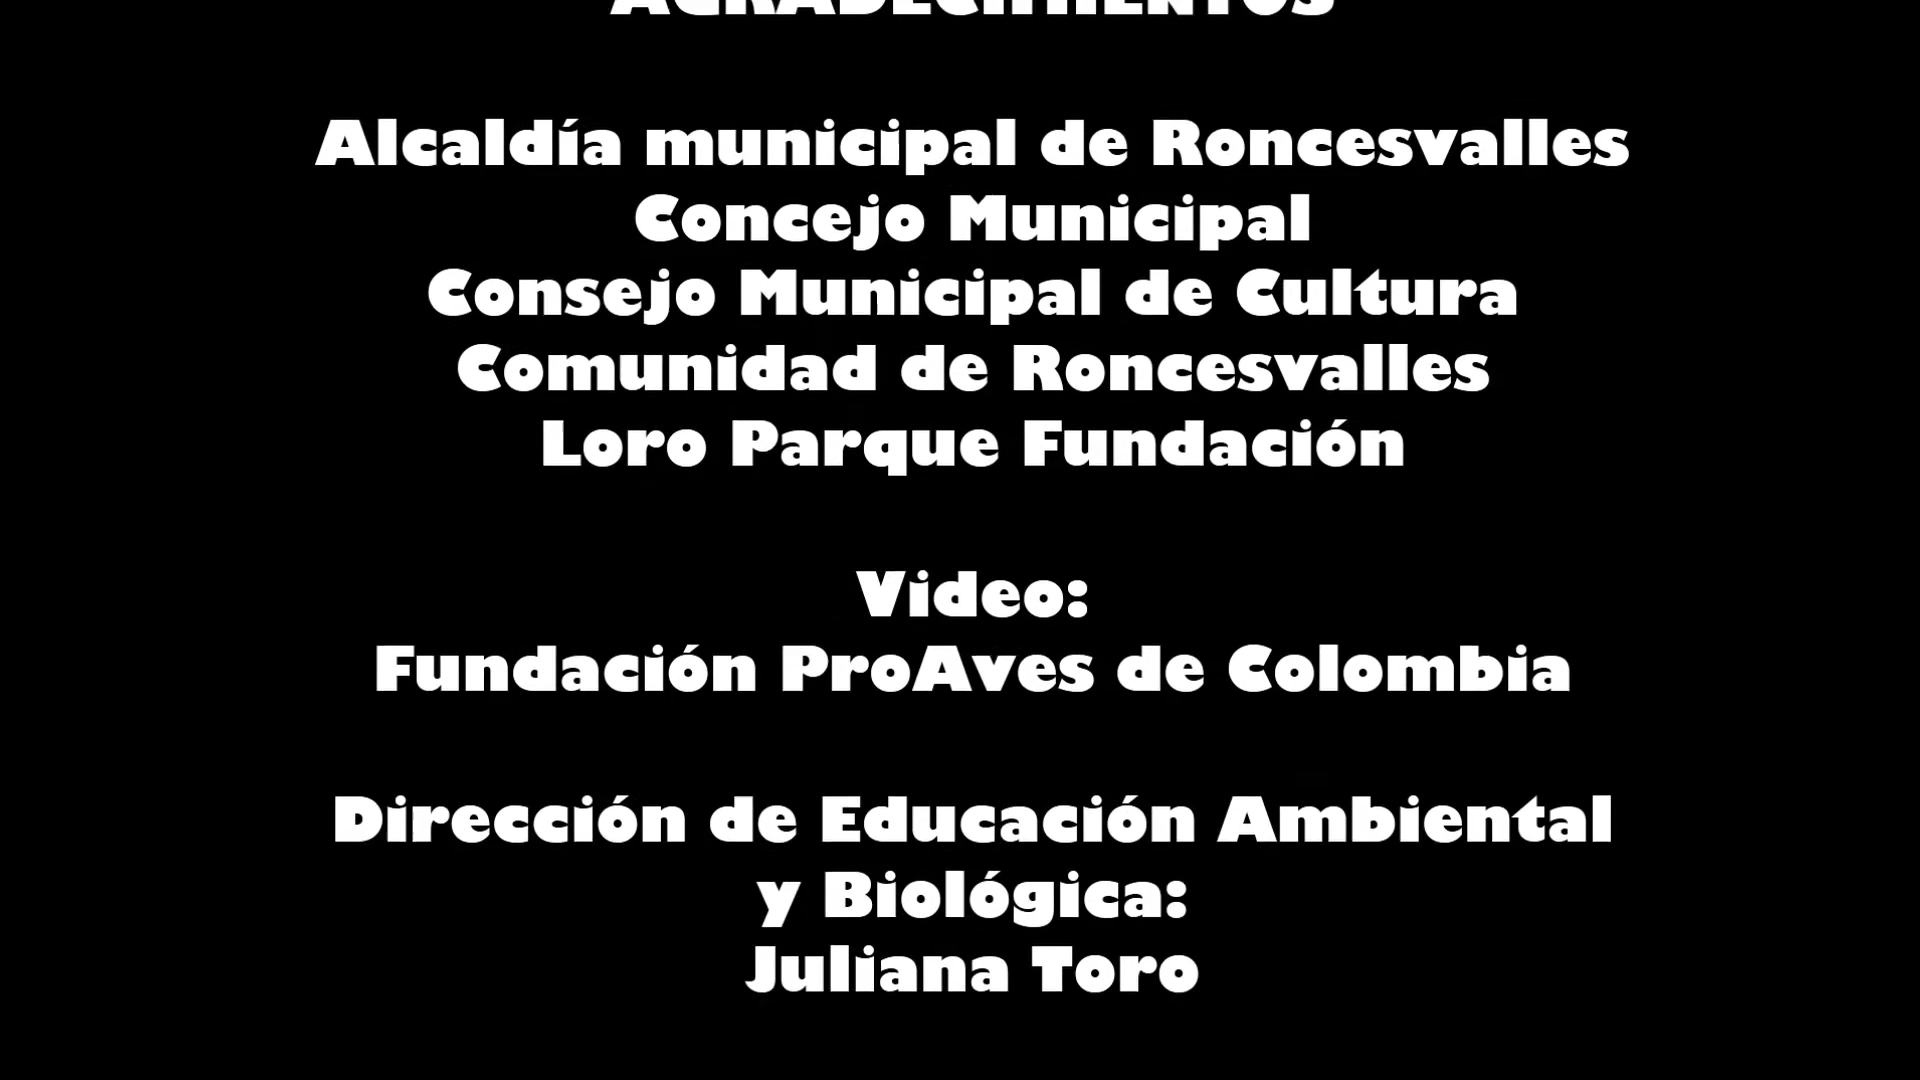 AGRADECIMIENTOS
Alcaldía municipal de Roncesvalles
Concejo Municipal
Consejo Municipal de Cultura
Comunidad de Roncesvalles
Loro Parque Fundación
Video:
Fundación ProAves de Colombia
Dirección de Educación Ambiental
y Biológica:
Juliana Toro